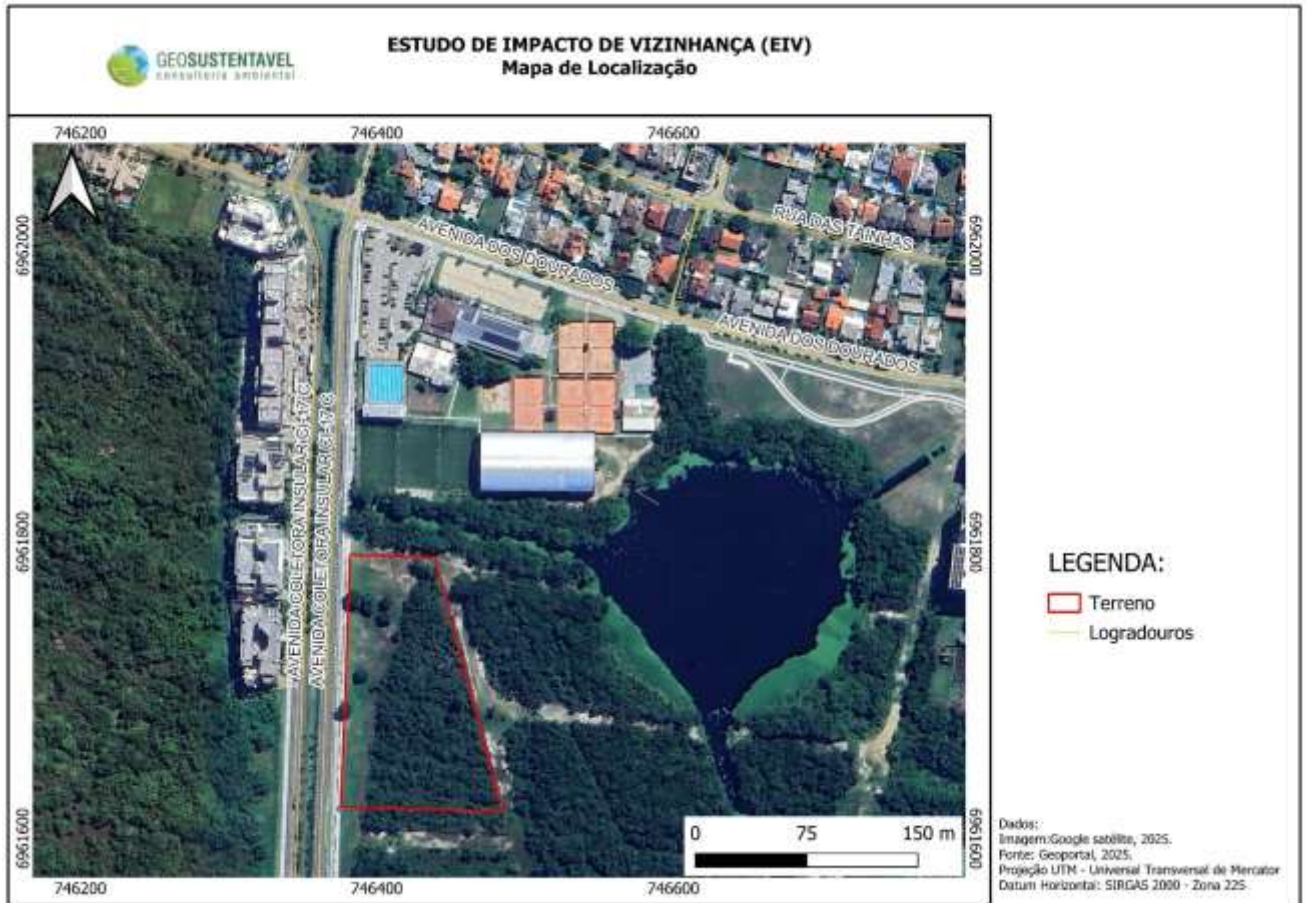 GEOSUSTENTAVEL
consultoria ambiental
ESTUDO DE IMPACTO DE VIZINHANÇA (EIV)
Mapa de Localização
746200
746400
746600
6962000
6962000
RUA DAS TAINHAS
AVENIDA DOS DOURADOS
AVENIDA DOS DOURADOS
6961800
6961800
6961600
6961600
LEGENDA:
Terreno
Logradouros
0 75 150 m
746200
746400
746600
Dados:
Imagem:Google satélite, 2025.
Fonte: Geoportal, 2025.
Projeção UTM - Universal Transversal de Mercator
Datum Horizontal: SIRGAS 2000 - Zona 22S